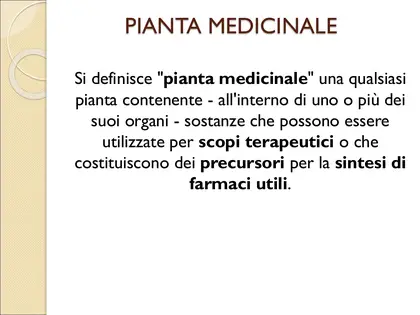 PIANTA MEDICINALE
Si definisce "pianta medicinale" una qualsiasi
pianta contenente - all'interno di uno o più dei
suoi organi - sostanze che possono essere
utilizzate per scopi terapeutici o che
costituiscono dei precursori per la sintesi di
farmaci utili.